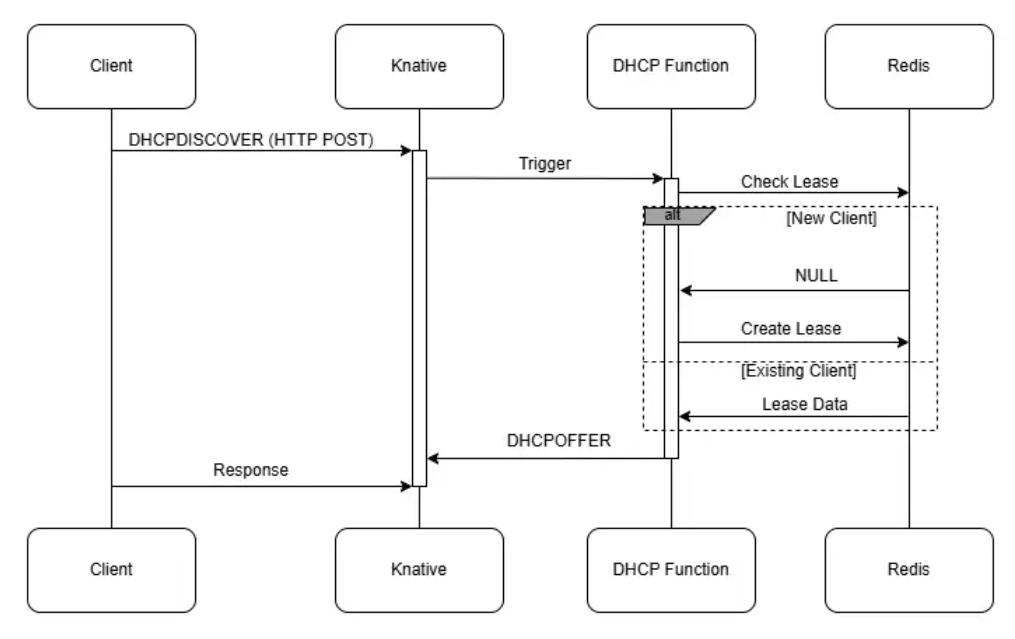 Client
Knative
DHCP Function
Redis
DHCPDISCOVER (HTTP POST)
Trigger
Check Lease
alt
[New Client]
NULL
Create Lease
[Existing Client]
Lease Data
DHCPOFFER
Response
Client
Knative
DHCP Function
Redis